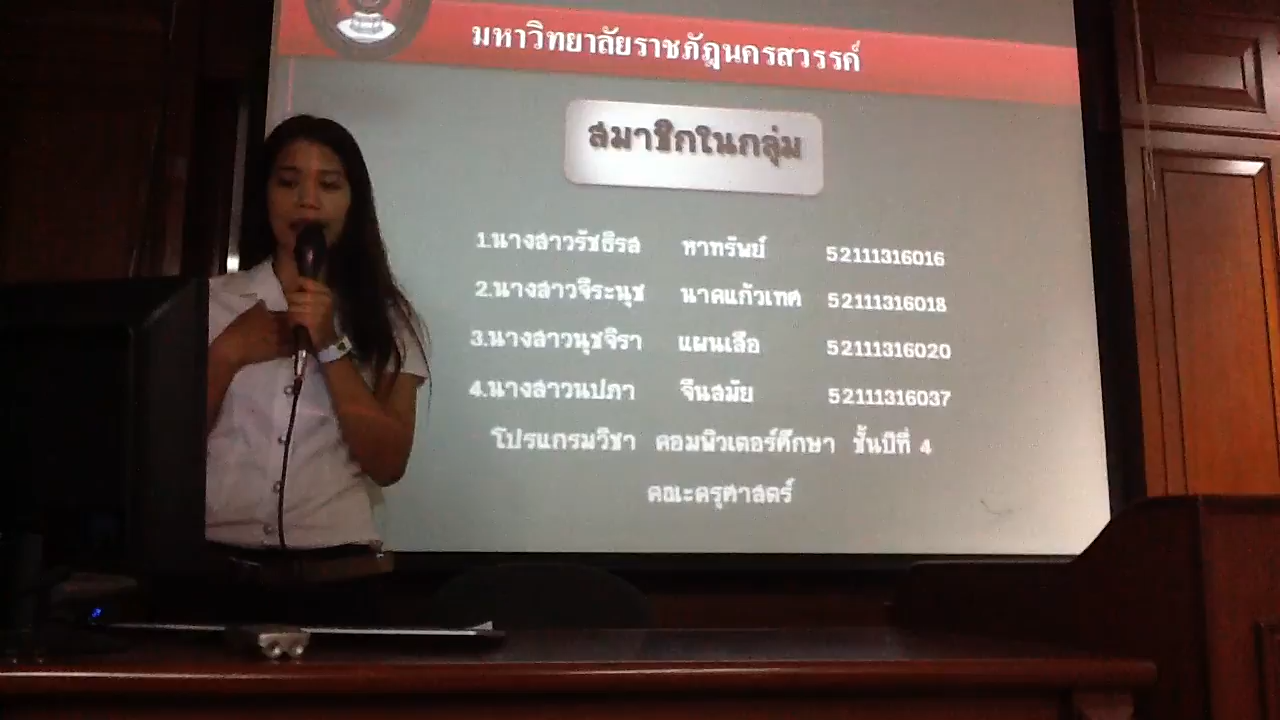 มหาวิทยาลัยราชภัฏนครสวรรค์
สมาชิกในกลุ่ม
1.นางสาวรัชธิรส หาทรัพย์ 52111316016
2.นางสาวจิระนุช นาคแก้วเทศ 52111316018
3.นางสาวนุชจิรา แผนเสือ 52111316020
4.นางสาวนปภา จีนสมัย 52111316037
โปรแกรมวิชา คอมพิวเตอร์ศึกษา ชั้นปีที่ 4
คณะครุศาสตร์